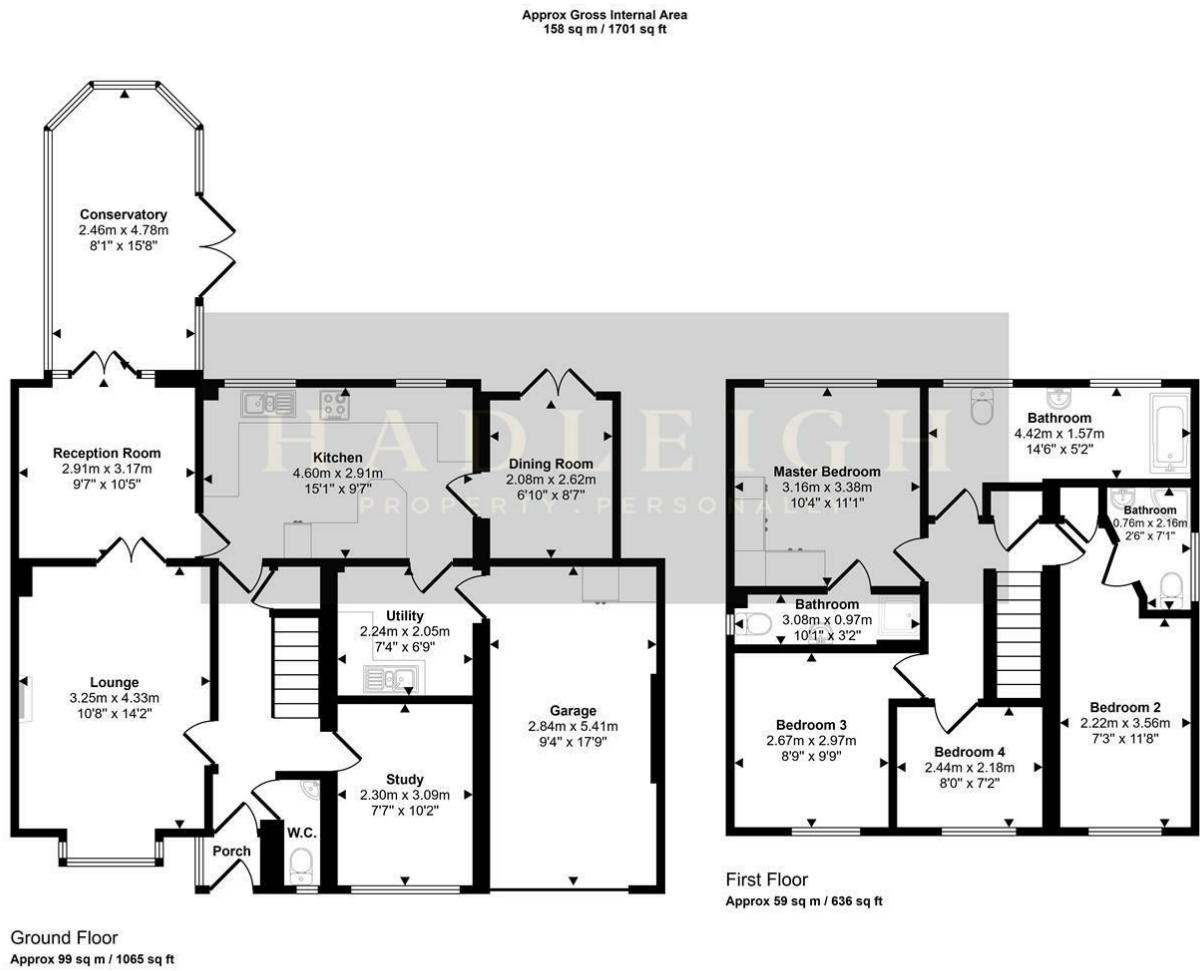 Approx Gross Internal Area
158 sq m / 1701 sq ft
Conservatory
2.46m x 4.78m
8'1" x 15'8"
Reception Room
2.91m x 3.17m
9'7" x 10'5"
Kitchen
4.60m x 2.91m
15'1" x 9'7"
Dining Room
2.08m x 2.62m
6'10" x 8'7"
HADLEIGH
PROPERTY. PERSONALLY
Utility
2.24m x 2.05m
7'4" x 6'9"
Lounge
3.25m x 4.33m
10'8" x 14'2"
Garage
2.84m x 5.41m
9'4" x 17'9"
Study
2.30m x 3.09m
7'7" x 10'2"
W.C.
Porch
Ground Floor
Approx 99 sq m / 1065 sq ft
Master Bedroom
3.16m x 3.38m
10'4" x 11'1"
Bathroom
4.42m x 1.57m
14'6" x 5'2"
Bathroom
0.76m x 2.16m
2'6" x 7'1"
Bathroom
3.08m x 0.97m
10'1" x 3'2"
Bedroom 3
2.67m x 2.97m
8'9" x 9'9"
Bedroom 4
2.44m x 2.18m
8'0" x 7'2"
Bedroom 2
2.22m x 3.56m
7'3" x 11'8"
First Floor
Approx 59 sq m / 636 sq ft